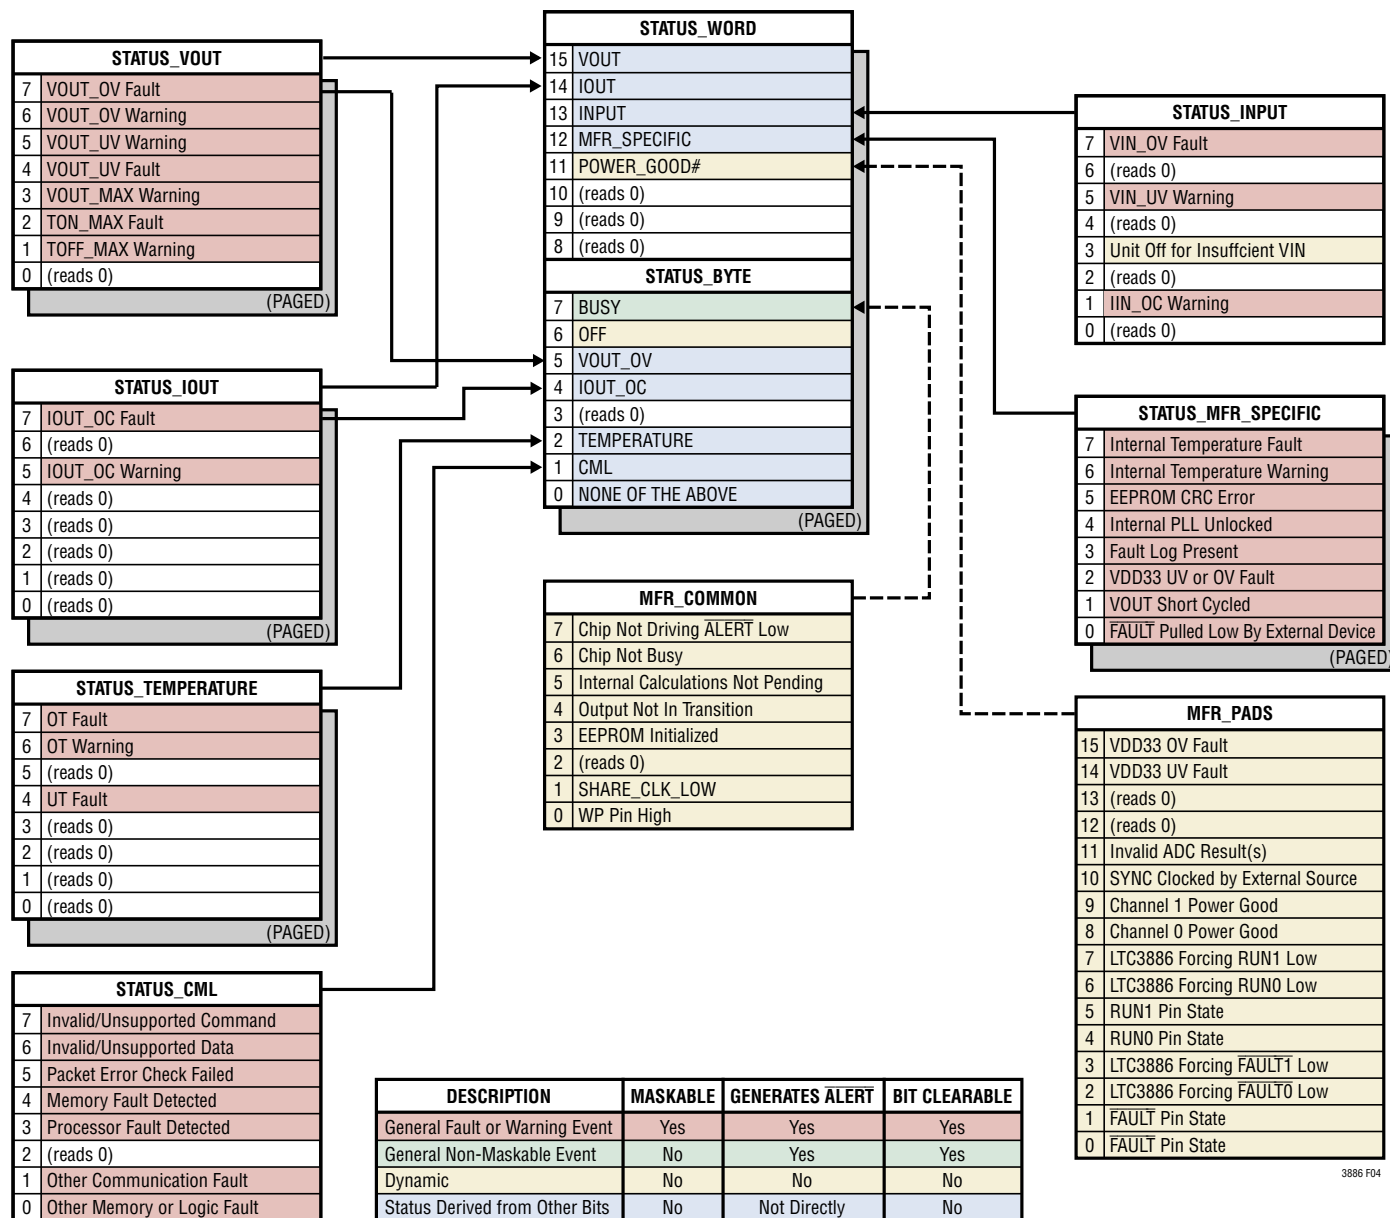 STATUS_VOUT
7 VOUT_OV Fault
6 VOUT_OV Warning
5 VOUT_UV Warning
4 VOUT_UV Fault
3 VOUT_MAX Warning
2 TON_MAX Fault
1 TOFF_MAX Warning
0 (reads 0)
(PAGED)
STATUS_IOUT
7 IOUT_OC Fault
6 (reads 0)
5 IOUT_OC Warning
4 (reads 0)
3 (reads 0)
2 (reads 0)
1 (reads 0)
0 (reads 0)
(PAGED)
STATUS_TEMPERATURE
7 OT Fault
6 OT Warning
5 (reads 0)
4 UT Fault
3 (reads 0)
2 (reads 0)
1 (reads 0)
0 (reads 0)
(PAGED)
STATUS_CML
7 Invalid/Unsupported Command
6 Invalid/Unsupported Data
5 Packet Error Check Failed
4 Memory Fault Detected
3 Processor Fault Detected
2 (reads 0)
1 Other Communication Fault
0 Other Memory or Logic Fault
STATUS_WORD
15 VOUT
14 IOUT
13 INPUT
12 MFR_SPECIFIC
11 POWER_GOOD#
10 (reads 0)
9 (reads 0)
8 (reads 0)
STATUS_BYTE
7 BUSY
6 OFF
5 VOUT_OV
4 IOUT_OC
3 (reads 0)
2 TEMPERATURE
1 CML
0 NONE OF THE ABOVE
(PAGED)
MFR_COMMON
7 Chip Not Driving ALERT Low
6 Chip Not Busy
5 Internal Calculations Not Pending
4 Output Not In Transition
3 EEPROM Initialized
2 (reads 0)
1 SHARE_CLK_LOW
0 WP Pin High
STATUS_INPUT
7 VIN_OV Fault
6 (reads 0)
5 VIN_UV Warning
4 (reads 0)
3 Unit Off for Insuffcient VIN
2 (reads 0)
1 IIN_OC Warning
0 (reads 0)
STATUS_MFR_SPECIFIC
7 Internal Temperature Fault
6 Internal Temperature Warning
5 EEPROM CRC Error
4 Internal PLL Unlocked
3 Fault Log Present
2 VDD33 UV or OV Fault
1 VOUT Short Cycled
0 FAULT Pulled Low By External Device
(PAGED)
MFR_PADS
15 VDD33 OV Fault
14 VDD33 UV Fault
13 (reads 0)
12 (reads 0)
11 Invalid ADC Result(s)
10 SYNC Clocked by External Source
9 Channel 1 Power Good
8 Channel 0 Power Good
7 LTC3886 Forcing RUN1 Low
6 LTC3886 Forcing RUN0 Low
5 RUN1 Pin State
4 RUN0 Pin State
3 LTC3886 Forcing FAULT1 Low
2 LTC3886 Forcing FAULT0 Low
1 FAULT Pin State
0 FAULT Pin State
DESCRIPTION MASKABLE GENERATES ALERT BIT CLEARABLE
General Fault or Warning Event Yes Yes Yes
General Non-Maskable Event No Yes Yes
Dynamic No No No
Status Derived from Other Bits No Not Directly No
3886 F04